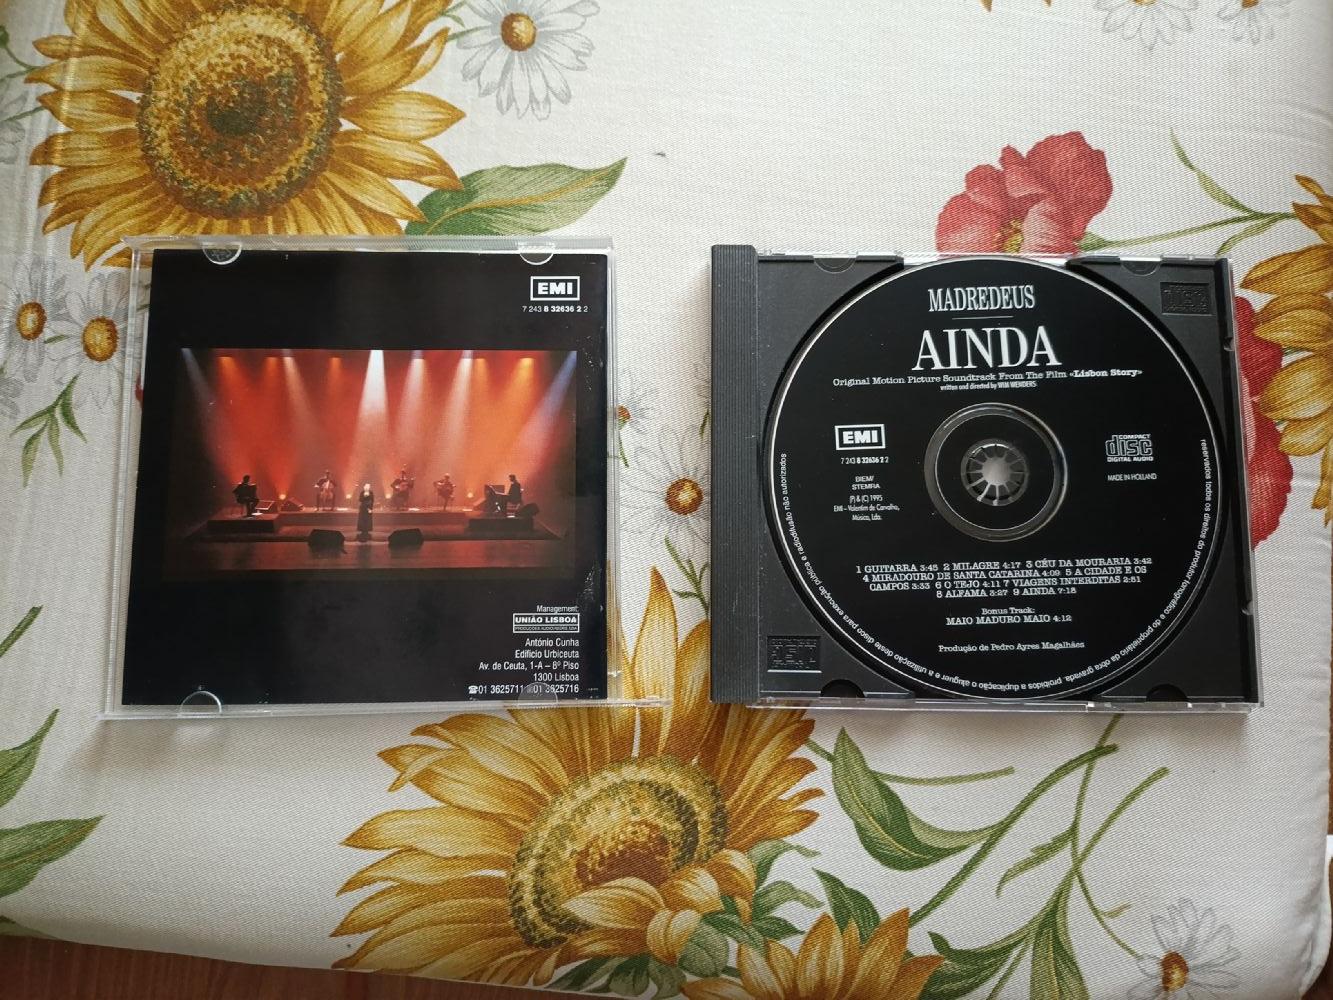 EMI
7 243 8 32636 2 2
Management:
UNIÃO LISBOA
António Cunha
Edifício Urbiceuta
Av. de Ceuta, 1-A – 8º Piso
1300 Lisboa
☎01 3625711 01 3625716
MADREDEUS
AINDA
Original Motion Picture Soundtrack From The Film «Lisbon Story»
written and directed by WIM WENDERS
EMI
7 243 8 32636 2 2
BIEM/
STEMRA
(P) & (C) 1995
EMI – Valentim de Carvalho,
Música, Lda.
COMPACT
disc
DIGITAL AUDIO
MADE IN HOLLAND
1 GUITARRA 3:45 2 MILAGRE 4:17 3 CÉU DA MOURARIA 3:42
4 MIRADOURO DE SANTA CATARINA 4:09 5 A CIDADE E OS
CAMPOS 3:33 6 O TEJO 4:11 7 VIAGENS INTERDITAS 2:51
8 ALFAMA 3:27 9 AINDA 7:18
Bonus Track:
MAIO MADURO MAIO 4:12
Produção de Pedro Ayres Magalhães
reservados todos os direitos do produtor fonográfico e do proprietário da obra gravada, proibidos a duplicação o aluguer e a utilização deste disco para execução pública e radiodifusão não autorizados